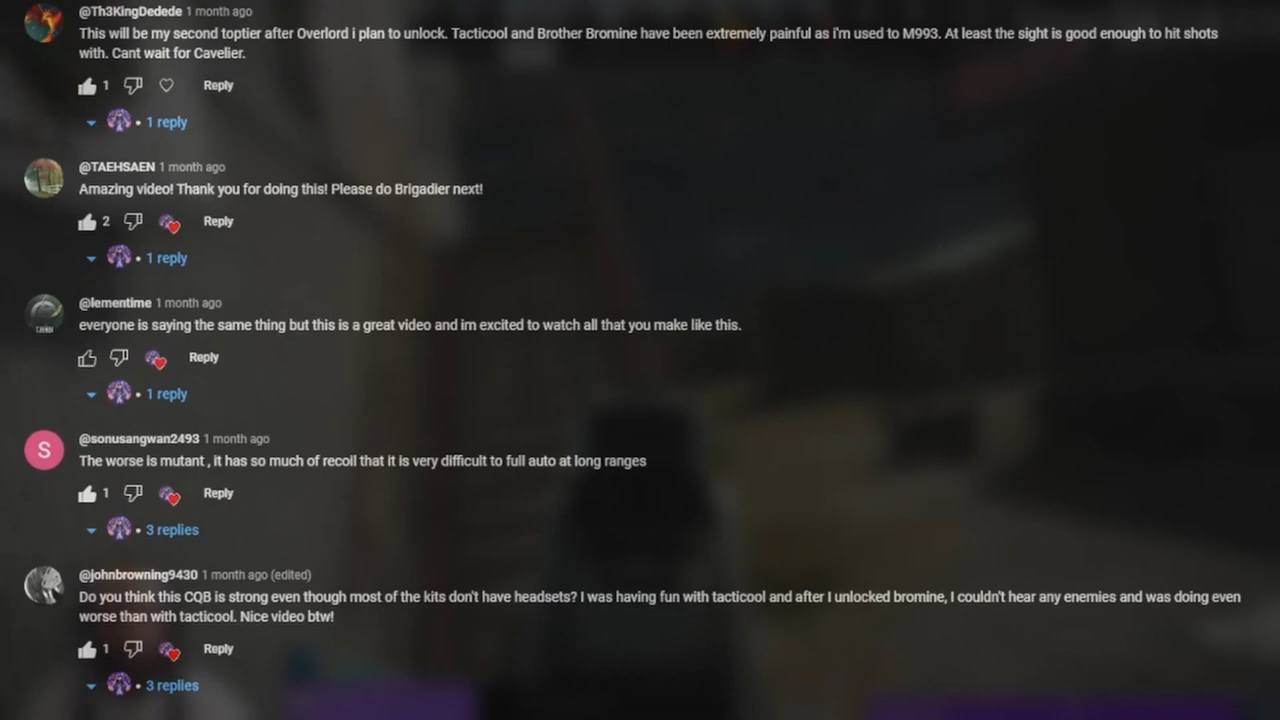 @Th3KingDedede 1 month ago
This will be my second toptier after Overlord i plan to unlock. Tacticool and Brother Bromine have been extremely painful as i'm used to M993. At least the sight is good enough to hit shots
with. Cant wait for Cavelier.
1 Reply
1 reply
@TAEHSAEN 1 month ago
Amazing video! Thank you for doing this! Please do Brigadier next!
2 Reply
1 reply
@lementime 1 month ago
everyone is saying the same thing but this is a great video and im excited to watch all that you make like this.
Reply
1 reply
S
@sonusangwan2493 1 month ago
The worse is mutant , it has so much of recoil that it is very difficult to full auto at long ranges
1 Reply
3 replies
@johnbrowning9430 1 month ago (edited)
Do you think this CQB is strong even though most of the kits don't have headsets? I was having fun with tacticool and after I unlocked bromine, I couldn't hear any enemies and was doing even
worse than with tacticool. Nice video btw!
1 Reply
3 replies